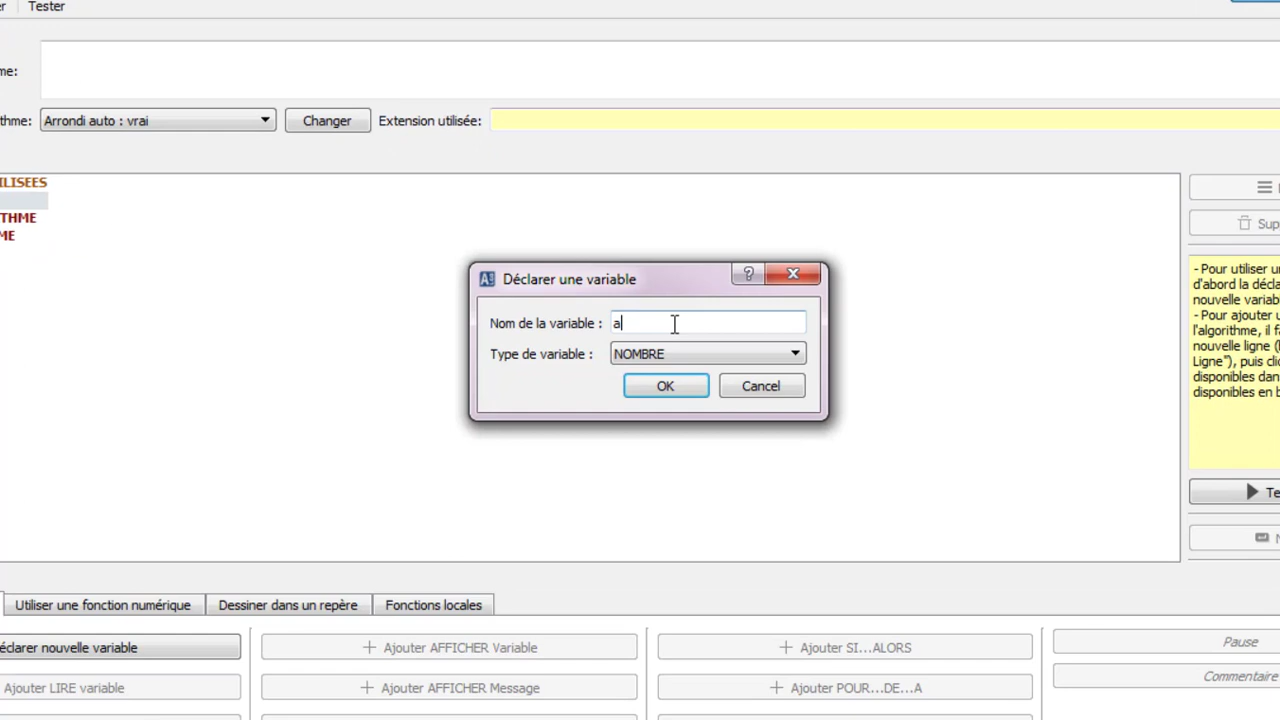 er Tester
me:
thme: Arrondi auto : vrai Changer Extension utilisée:
ILISEES
THME
ME
Déclarer une variable
Nom de la variable : a
Type de variable : NOMBRE
OK Cancel
Sup
- Pour utiliser u
d'abord la décla
nouvelle variab
- Pour ajouter u
l'algorithme, il fa
nouvelle ligne (
Ligne"), puis clic
disponibles dan
disponibles en b
Te
N
Utiliser une fonction numérique Dessiner dans un repère Fonctions locales
éclarer nouvelle variable Ajouter AFFICHER Variable Ajouter SI...ALORS Pause
Ajouter LIRE variable Ajouter AFFICHER Message Ajouter POUR...DE...A Commentaire